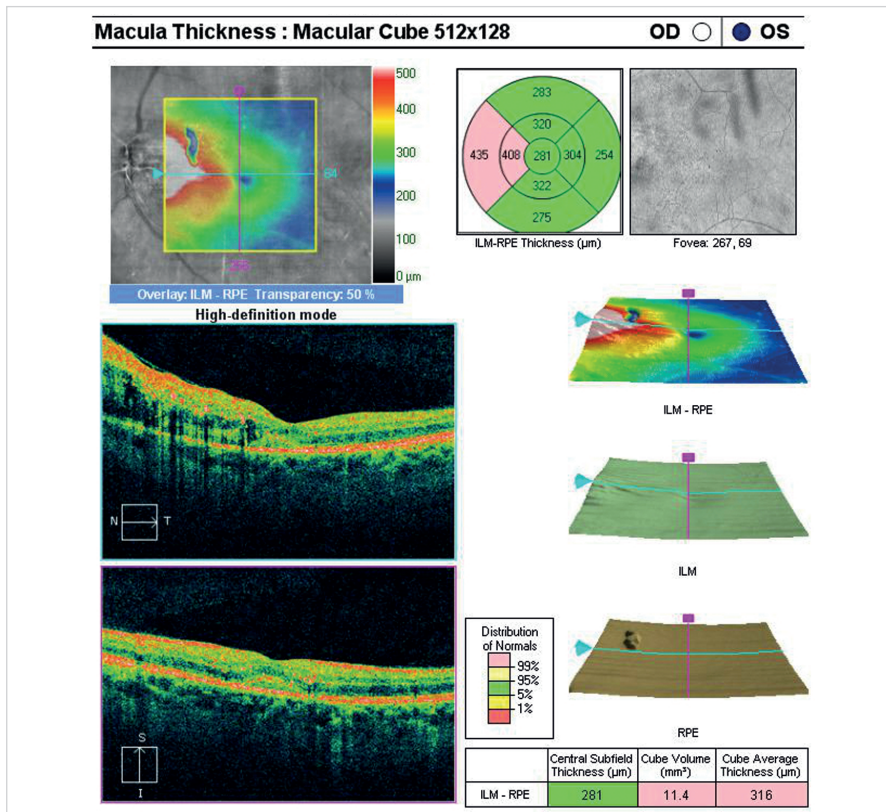 Macula Thickness : Macular Cube 512x128
OD
OS
500
400
300
200
100
0 µm
64
Overlay: ILM - RPE Transparency: 50 %
283
320
435
408
281
304
254
322
275
ILM-RPE Thickness (µm)
Fovea: 267, 69
High-definition mode
N
T
S
I
ILM - RPE
ILM
RPE
Distribution
of Normals
99%
95%
5%
1%
Central Subfield
Thickness (µm)
Cube Volume
(mm³)
Cube Average
Thickness (µm)
ILM - RPE
281
11.4
316